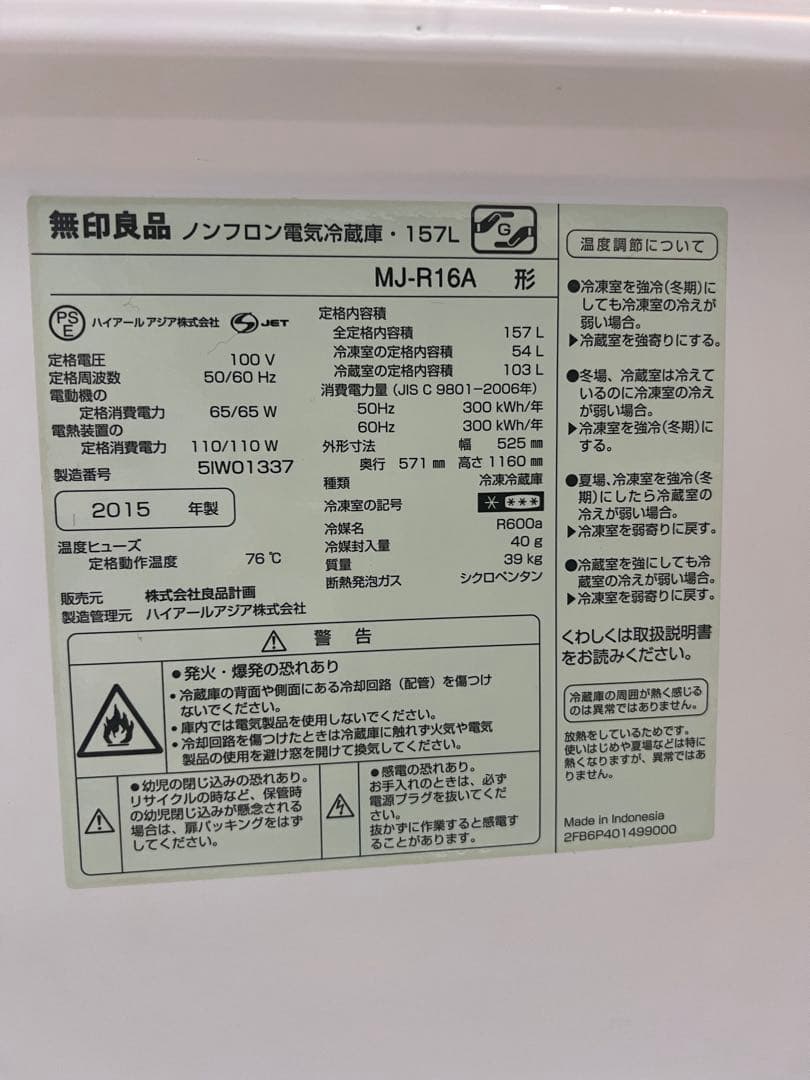 無印良品 ノンフロン電気冷蔵庫・157L G
MJ-R16A 形
PS E ハイアール アジア株式会社 S JET
定格電圧 100 V
定格周波数 50/60 Hz
電動機の
定格消費電力 65/65 W
電熱装置の
定格消費電力 110/110 W
製造番号 5IW01337
2015 年製
温度ヒューズ
定格動作温度 76 ℃
販売元 株式会社良品計画
製造管理元 ハイアールアジア株式会社
定格内容積
全定格内容積 157 L
冷凍室の定格内容積 54 L
冷蔵室の定格内容積 103 L
消費電力量 (JIS C 9801-2006年)
50Hz 300 kWh/年
60Hz 300 kWh/年
外形寸法 幅 525 ㎜
奥行 571 ㎜ 高さ 1160 ㎜
種類 冷凍冷蔵庫
冷凍室の記号 * ***
冷媒名 R600a
冷媒封入量 40 g
質量 39 kg
断熱発泡ガス シクロペンタン
警 告
●発火・爆発の恐れあり
・冷蔵庫の背面や側面にある冷却回路(配管)を傷つけ
ないでください。
・庫内では電気製品を使用しないでください。
・冷却回路を傷つけたときは冷蔵庫に触れず火気や電気
製品の使用を避け窓を開けて換気してください。
●幼児の閉じ込みの恐れあり。
リサイクルの時など、保管時
の幼児閉じ込みが懸念される
場合は、扉パッキングをはず
してください。
●感電の恐れあり。
お手入れのときは、必ず
電源プラグを抜いてくだ
さい。
抜かずに作業すると感電す
ることがあります。
温度調節について
●冷凍室を強冷(冬期)に
しても冷凍室の冷えが
弱い場合。
▶冷蔵室を強寄りにする。
●冬場、冷蔵室は冷えて
いるのに冷凍室の冷え
が弱い場合。
▶冷凍室を強冷(冬期)に
する。
●夏場、冷凍室を強冷(冬
期)にしたら冷蔵室の
冷えが弱い場合。
▶冷凍室を弱寄りに戻す。
●冷蔵室を強にしても冷
蔵室の冷えが弱い場合。
▶冷凍室を弱寄りに戻す。
くわしくは取扱説明書
をお読みください。
冷蔵庫の周囲が熱く感じる
のは異常ではありません。
放熱をしているためです。
使いはじめや夏場などは特に
熱くなりますが、異常ではあ
りません。
Made in Indonesia
2FB6P401499000